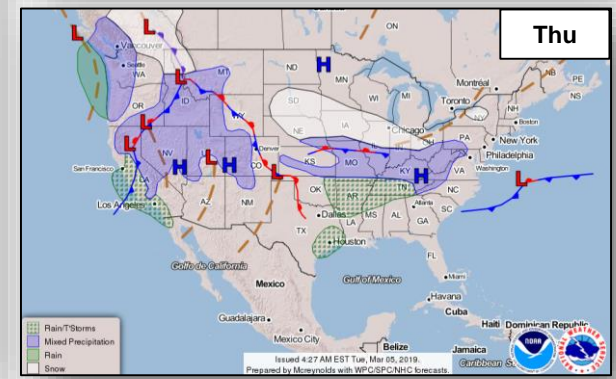 Thu
ON
L
L
Vancouver
L
Seattle
WA
MT
ND
H
MN
Montréal
NB
PE
NS
L
OR
ID
WY
SD
WI
MI
Toronto
NH
NY
Boston
L
L
NE
IA
Chicago
PA
New York
Philadelphia
NV
H
L
H
Denver
CO
KS
MO
KY
VA
Washington
San Francisco
CA
L
H
L
Los Angeles
AZ
NM
OK
AR
TN
NC
Atlanta
SC
Dallas
MS
AL
GA
TX
LA
Houston
FL
Golfo de California
Gulf of Mexico
Miami
Mexico
Havana
Cuba
Guadalajara
Mexico City
Haiti
Dominican Republic
Belize
Jamaica
Caribbean
Rain/T'Storms
Mixed Precipitation
Rain
Snow
Issued 4:27 AM EST Tue, Mar 05, 2019.
Prepared by Mcreynolds with WPC/SPC/NHC forecasts.
NOAA